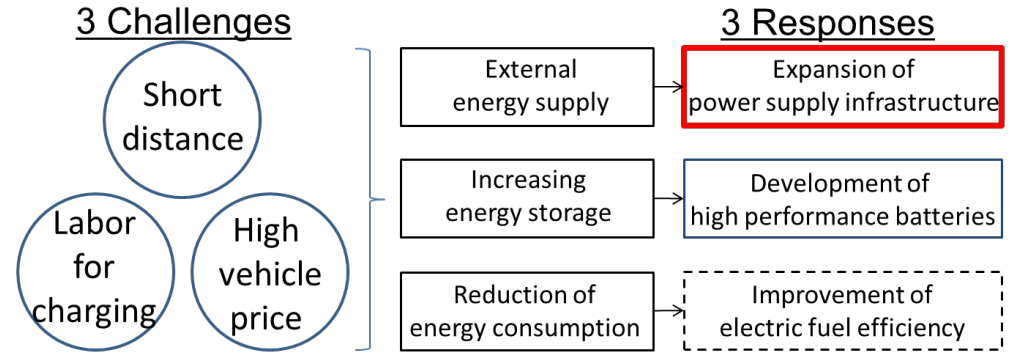 3 Challenges
Short
distance
Labor
for
charging
High
vehicle
price
3 Responses
External
energy supply
Expansion of
power supply infrastructure
Increasing
energy storage
Development of
high performance batteries
Reduction of
energy consumption
Improvement of
electric fuel efficiency